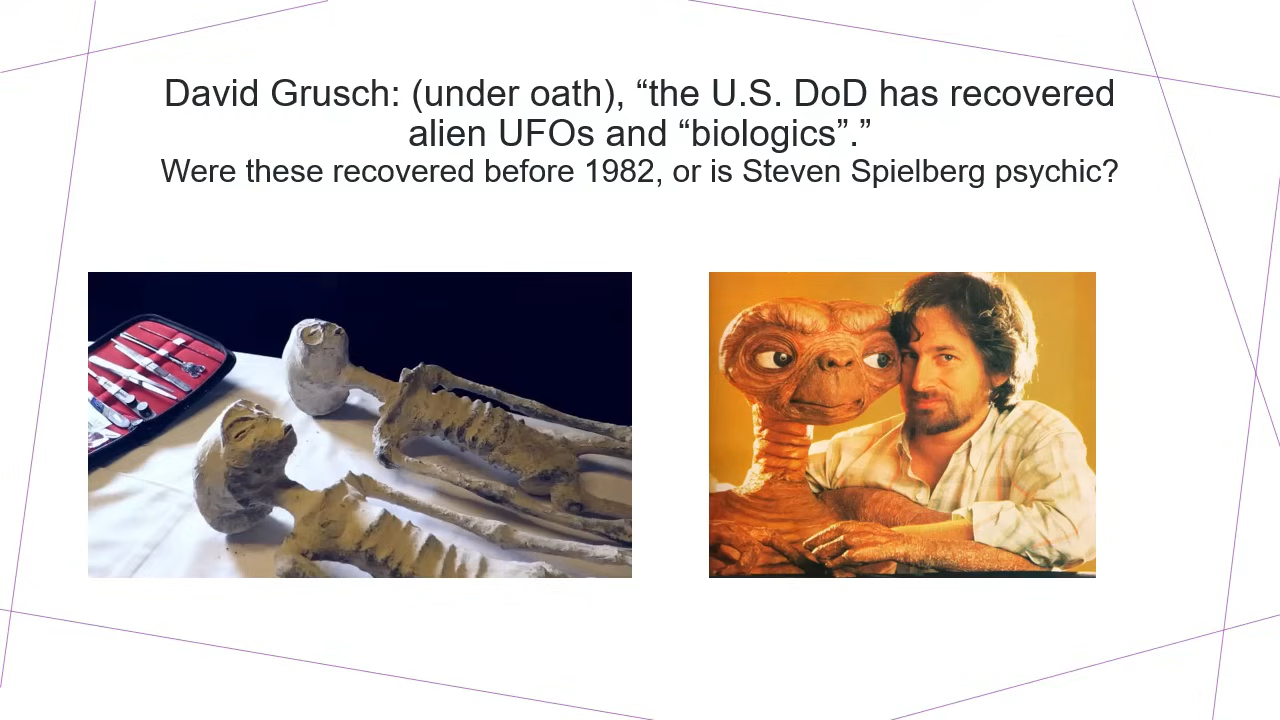 David Grusch: (under oath), “the U.S. DoD has recovered
alien UFOs and “biologics”.”
Were these recovered before 1982, or is Steven Spielberg psychic?